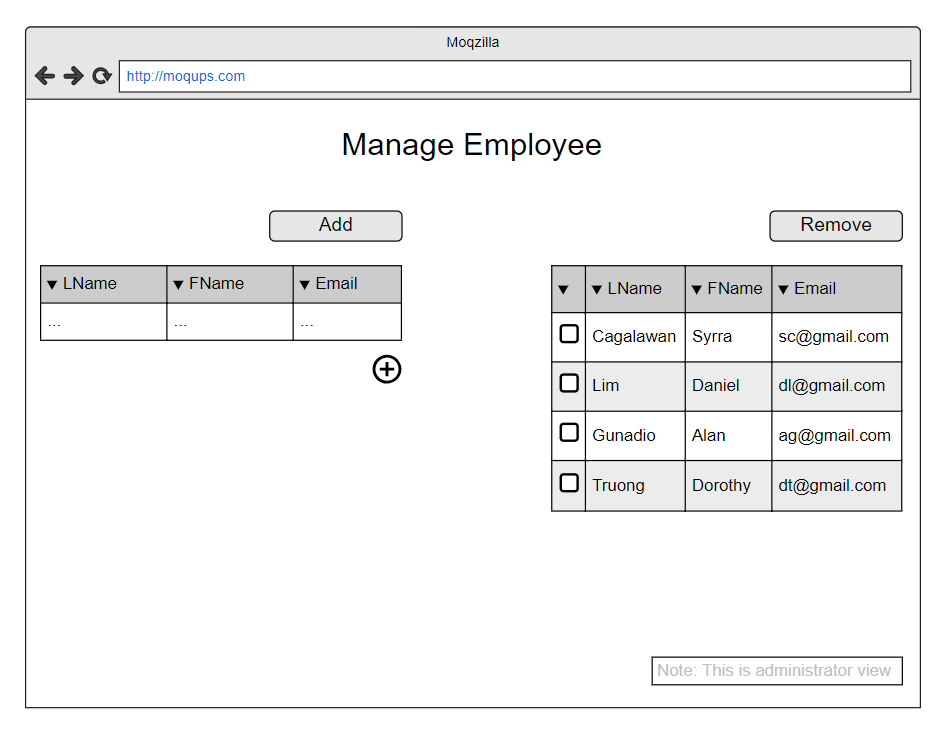 Moqzilla
http://moqups.com
Manage Employee
Add
Remove
LName FName Email
... ... ...
LName FName Email
Cagalawan Syrra sc@gmail.com
Lim Daniel dl@gmail.com
Gunadio Alan ag@gmail.com
Truong Dorothy dt@gmail.com
Note: This is administrator view